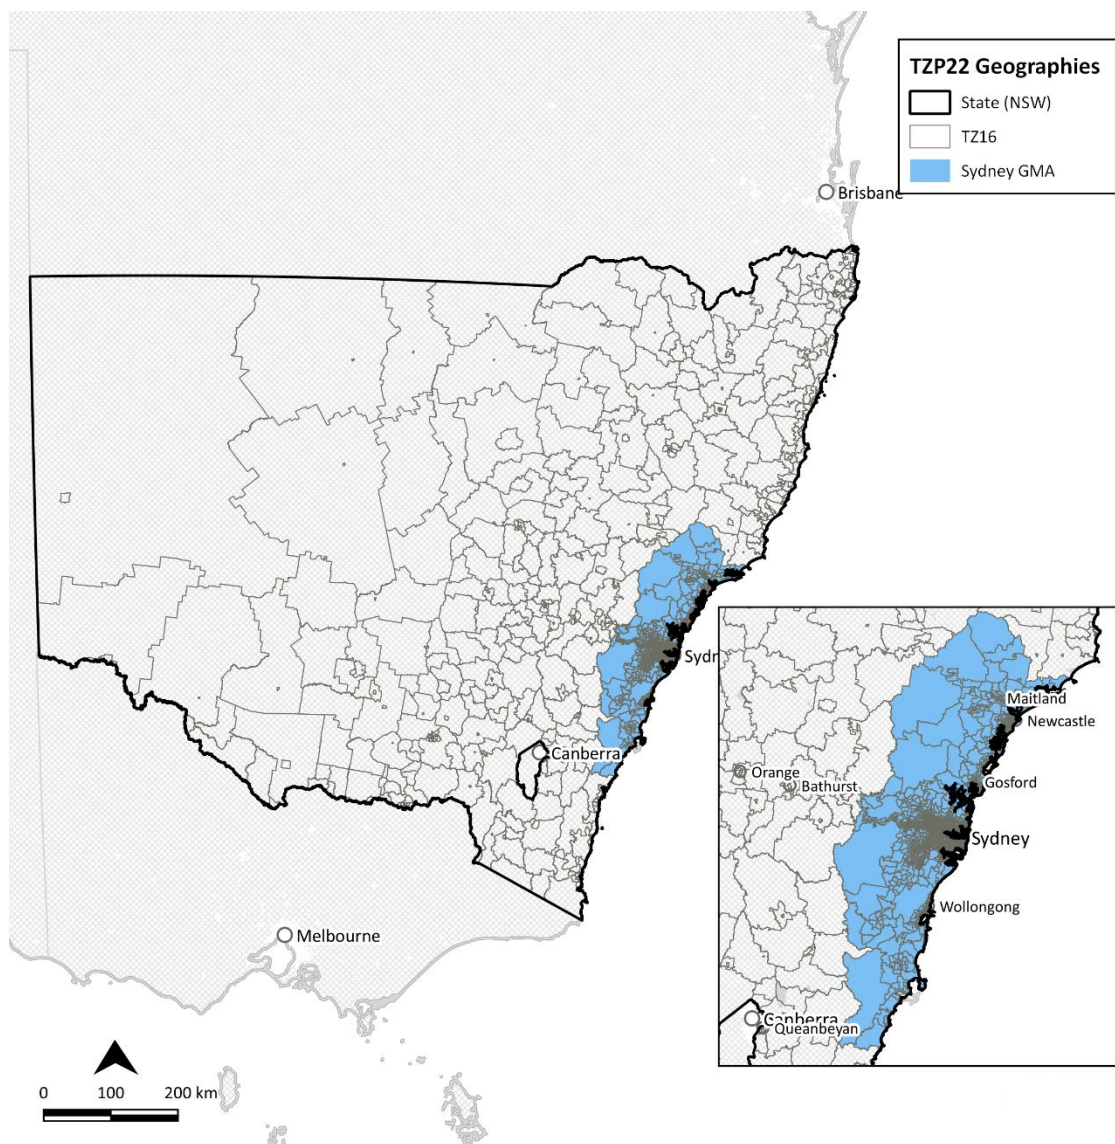 TZP22 Geographies
State (NSW)
TZ16
Sydney GMA
Brisbane
Sydn
Canberra
Melbourne
0 100 200 km
Maitland
Newcastle
Orange
Bathurst
Gosford
Sydney
Wollongong
Canberra
Queanbeyan